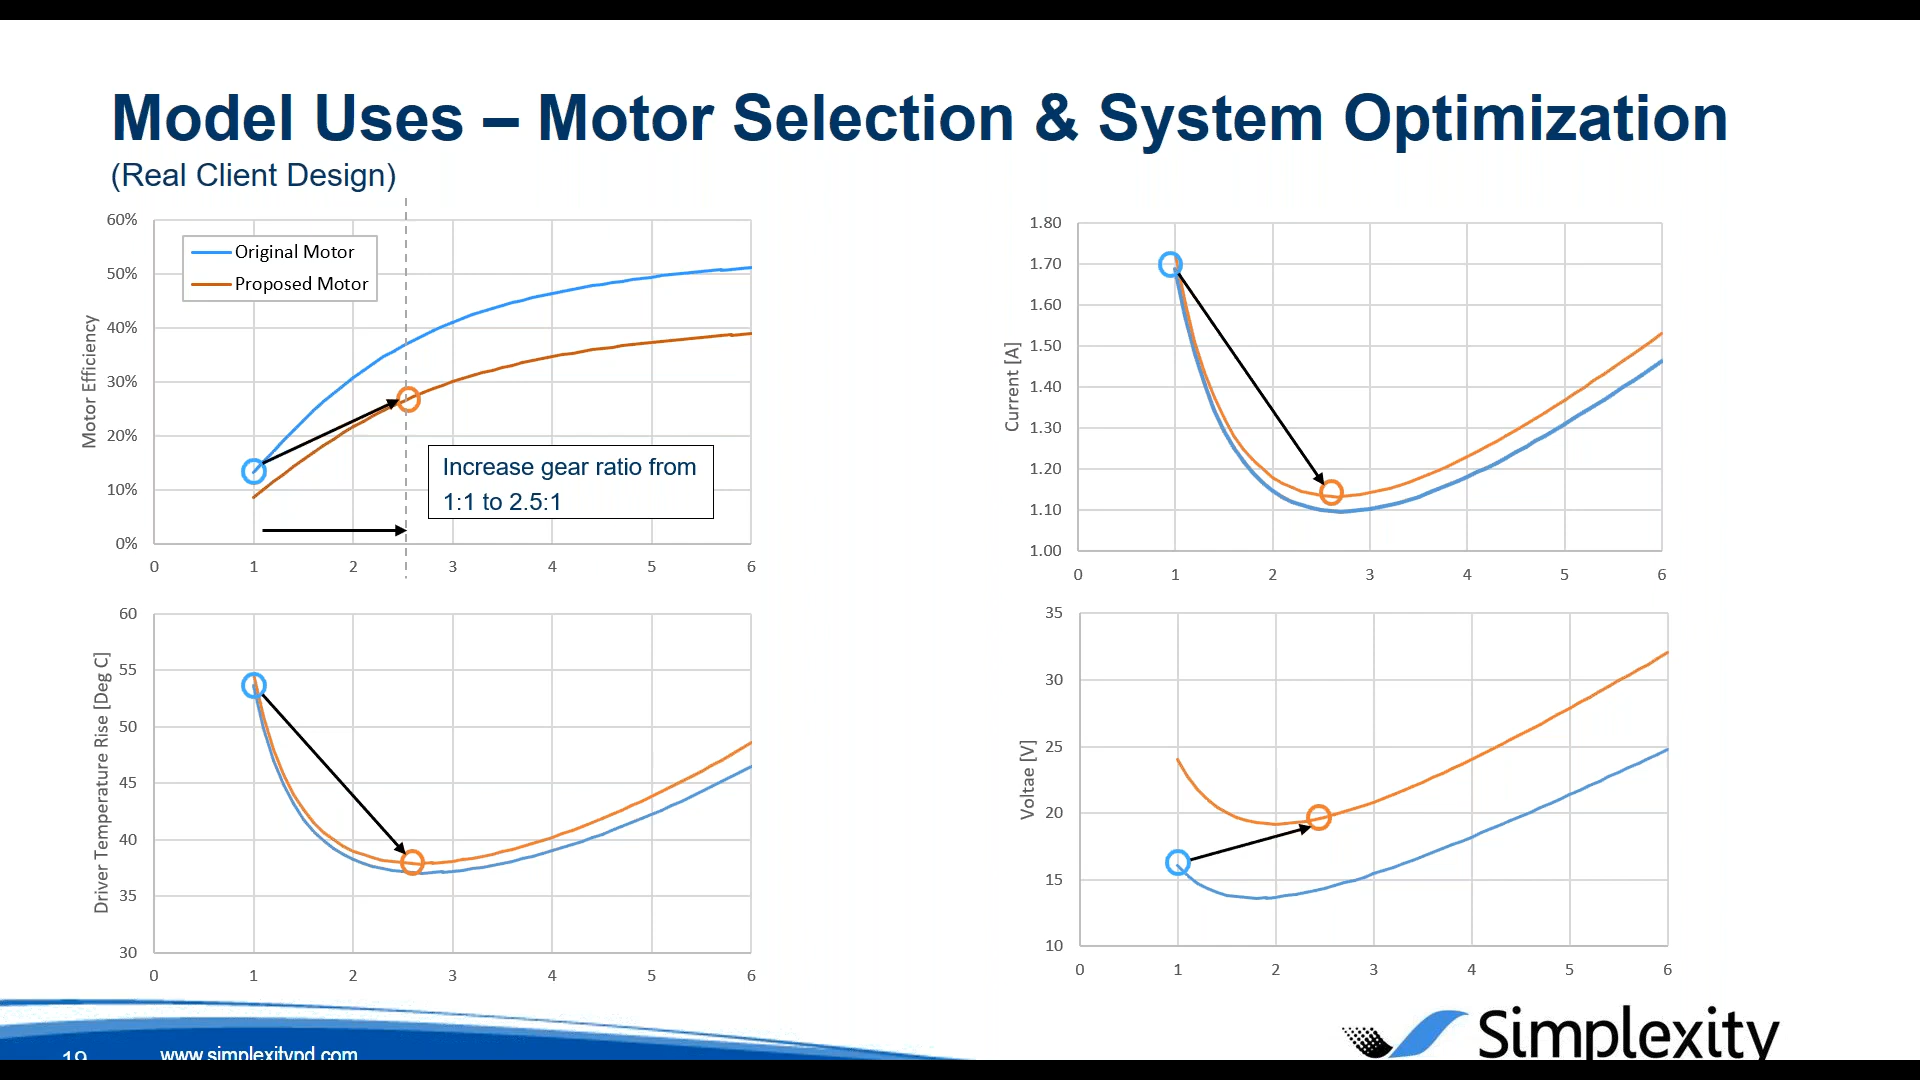 Model Uses – Motor Selection & System Optimization
(Real Client Design)
60%
50%
40%
30%
20%
10%
0%
Motor Efficiency
Original Motor
Proposed Motor
Increase gear ratio from
1:1 to 2.5:1
0 1 2 3 4 5 6
1.80
1.70
1.60
1.50
1.40
1.30
1.20
1.10
1.00
Current [A]
0 1 2 3 4 5 6
60
55
50
45
40
35
30
Driver Temperature Rise [Deg C]
0 1 2 3 4 5 6
35
30
25
20
15
10
Voltae [V]
0 1 2 3 4 5 6
19
www.simplexitypd.com
Simplexity